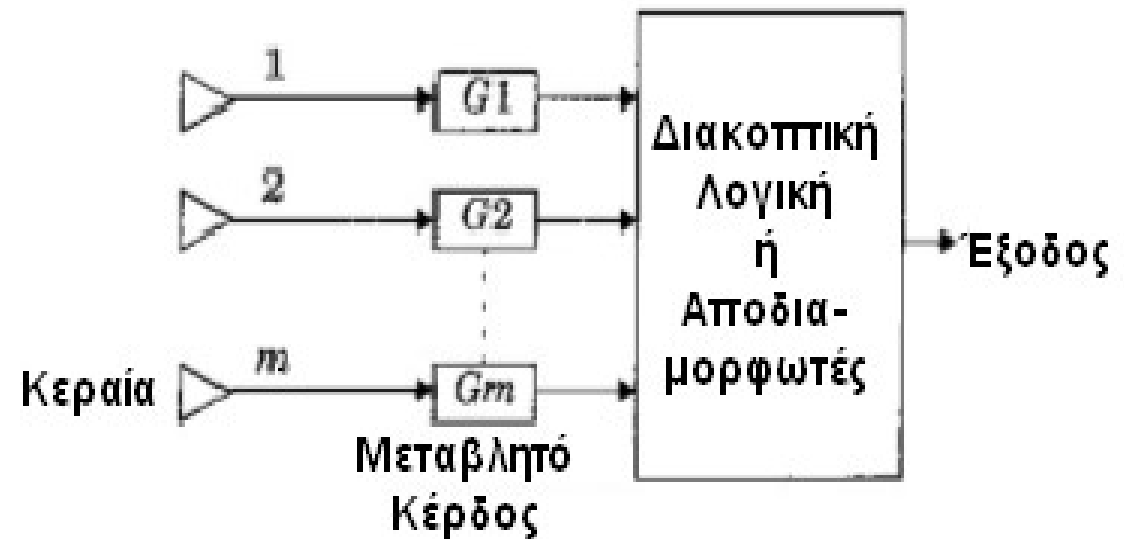 1
G1
2
G2
m
Gm
Κεραία
Μεταβλητό
Κέρδος
Διακοπτική
Λογική
ή
Αποδια-
μορφωτές
Έξοδος